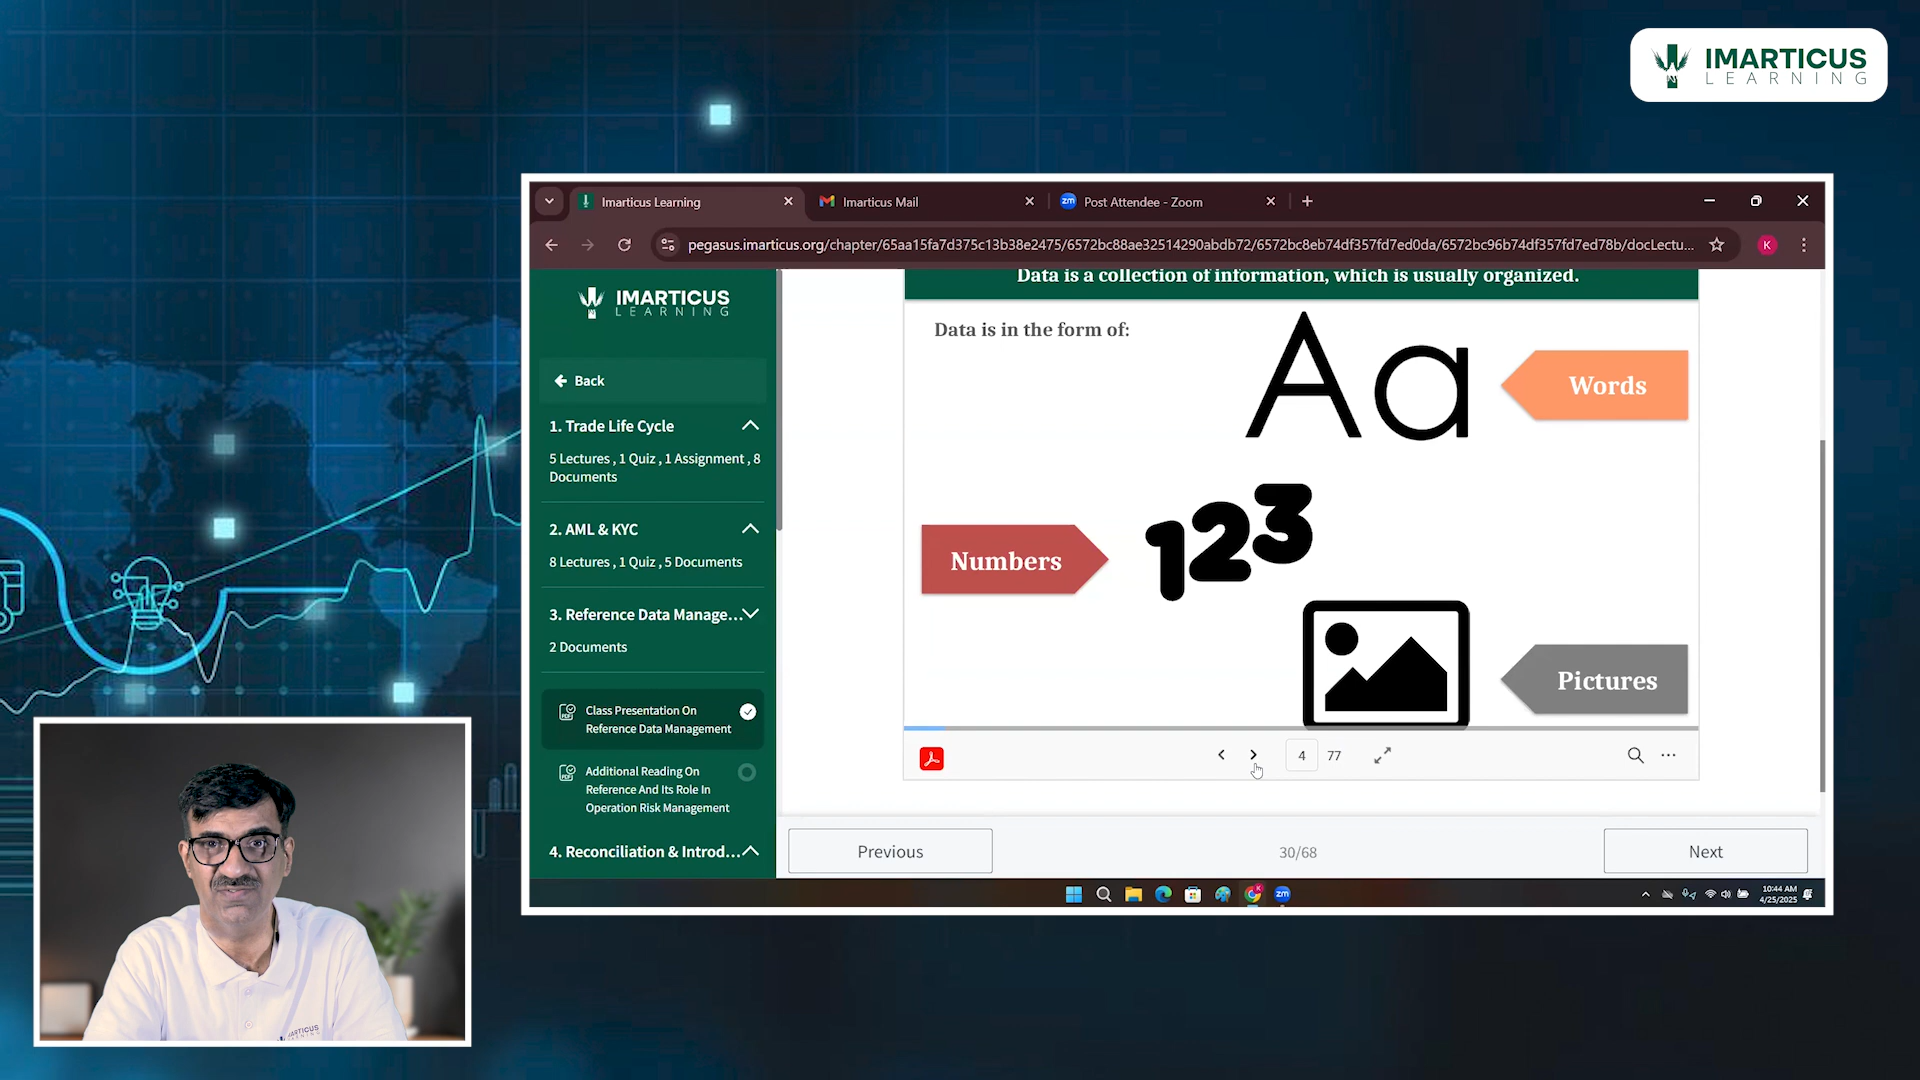 IMARTICUS
LEARNING
Imarticus Learning
Imarticus Mail
zm
Post Attendee - Zoom
pegasus.imarticus.org/chapter/65aa15fa7d375c13b38e2475/6572bc88ae32514290abdb72/6572bc8eb74df357fd7ed0da/6572bc96b74df357fd7ed78b/docLectu...
K
IMARTICUS
LEARNING
Back
1. Trade Life Cycle
5 Lectures , 1 Quiz , 1 Assignment , 8
Documents
2. AML & KYC
8 Lectures , 1 Quiz , 5 Documents
3. Reference Data Manage...
2 Documents
Class Presentation On
Reference Data Management
Additional Reading On
Reference And Its Role In
Operation Risk Management
4. Reconciliation & Introd...
Data is a collection of information, which is usually organized.
Data is in the form of:
Aa
Words
Numbers
123
Pictures
4 77
Previous
30/68
Next
zm
10:44 AM
4/25/2025
LEARNING